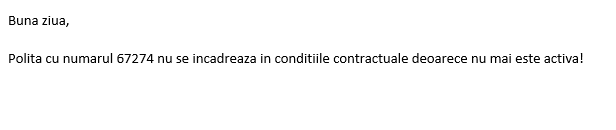 Buna ziua,
Polita cu numarul 67274 nu se incadreaza in conditiile contractuale deoarece nu mai este activa!